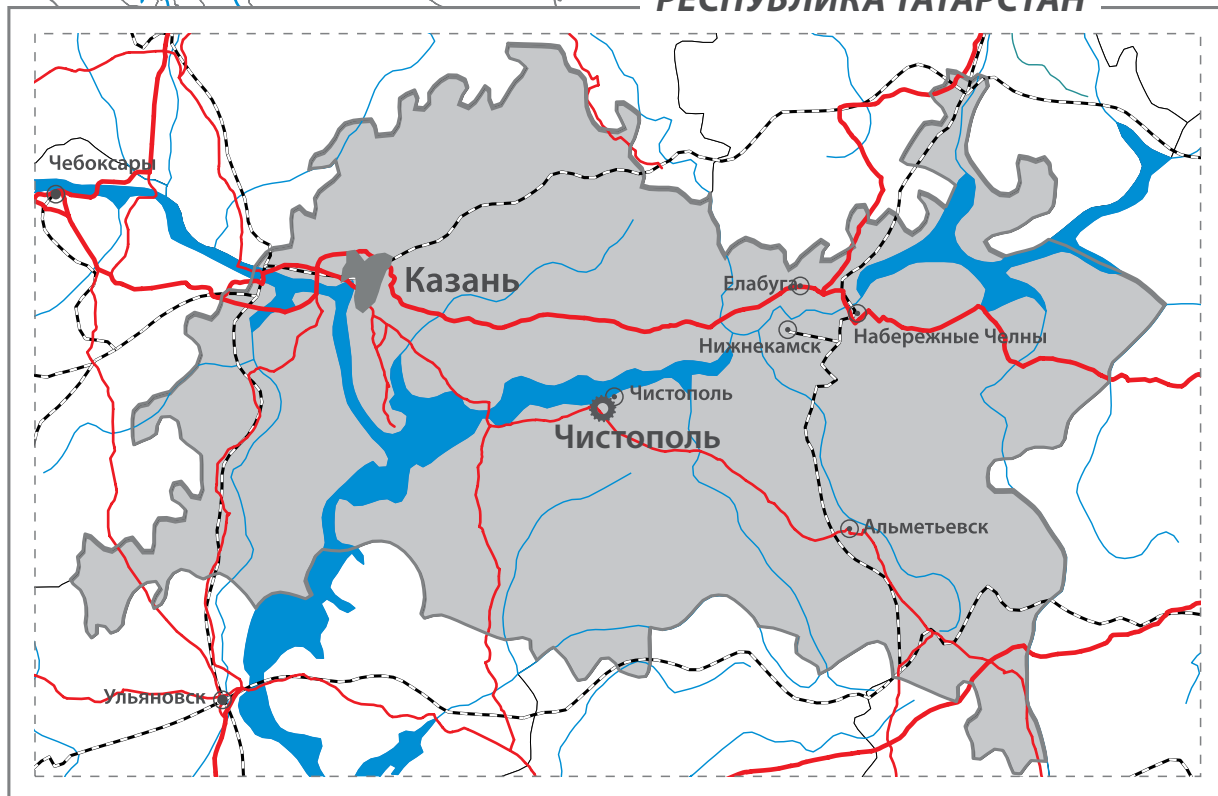 РЕСПУБЛИКА ТАТАРСТАН
Чебоксары
Казань
Елабуга
Нижнекамск
Набережные Челны
Чистополь
Чистополь
Альметьевск
Ульяновск